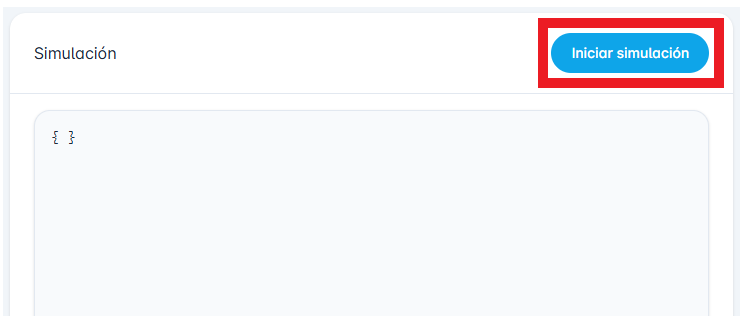 Simulación
Iniciar simulación
{ }